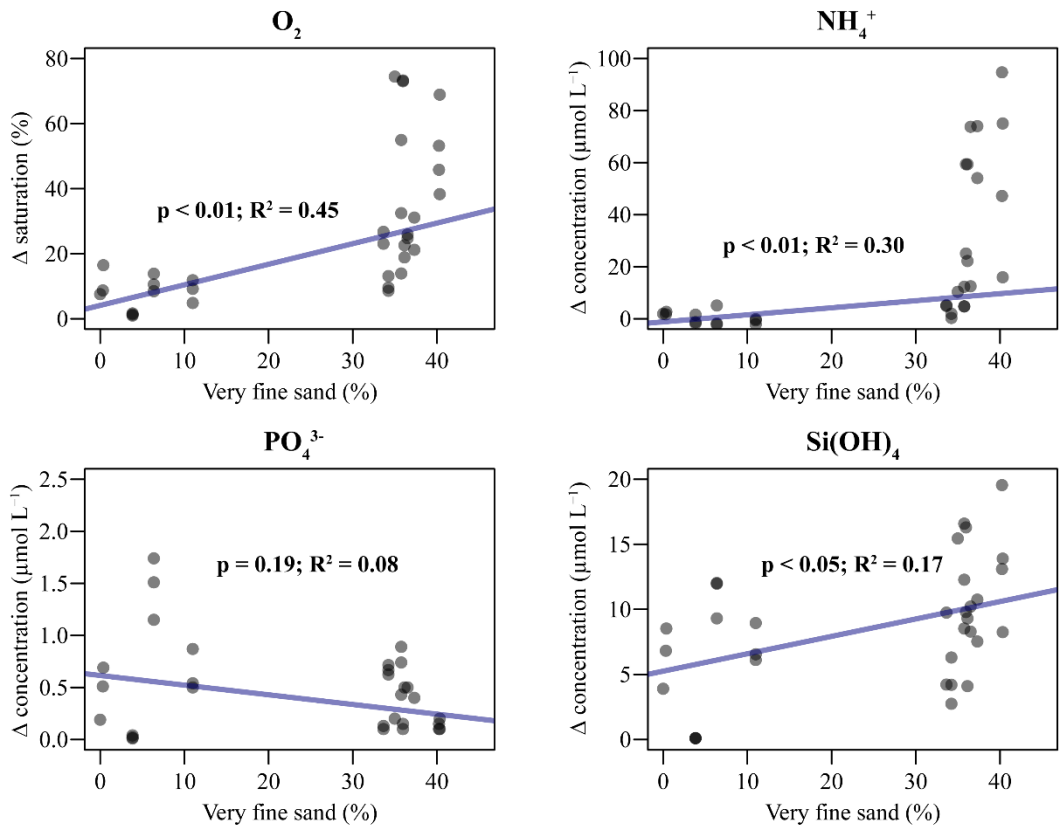 O₂
Δ saturation (%)
80
60
40
20
0
p < 0.01; R² = 0.45
0 10 20 30 40
Very fine sand (%)
NH₄⁺
Δ concentration (µmol L⁻¹)
100
80
60
40
20
0
p < 0.01; R² = 0.30
0 10 20 30 40
Very fine sand (%)
PO₄³⁻
Δ concentration (µmol L⁻¹)
2.5
2.0
1.5
1.0
0.5
0.0
p = 0.19; R² = 0.08
0 10 20 30 40
Very fine sand (%)
Si(OH)₄
Δ concentration (µmol L⁻¹)
20
15
10
5
0
p < 0.05; R² = 0.17
0 10 20 30 40
Very fine sand (%)